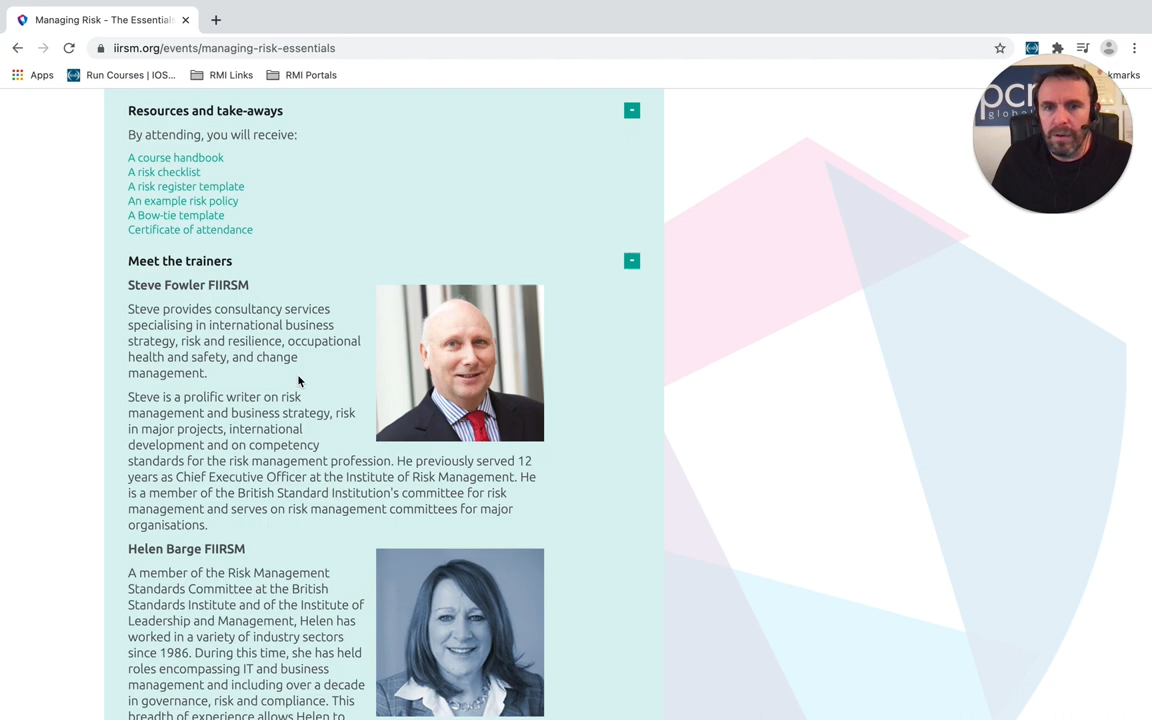 Managing Risk - The Essentials
iirsm.org/events/managing-risk-essentials
Apps
Run Courses | IOS...
RMI Links
RMI Portals
kmarks
pcm
global
Resources and take-aways
-
By attending, you will receive:
A course handbook
A risk checklist
A risk register template
An example risk policy
A Bow-tie template
Certificate of attendance
Meet the trainers
-
Steve Fowler FIIRSM
Steve provides consultancy services
specialising in international business
strategy, risk and resilience, occupational
health and safety, and change
management.
Steve is a prolific writer on risk
management and business strategy, risk
in major projects, international
development and on competency
standards for the risk management profession. He previously served 12
years as Chief Executive Officer at the Institute of Risk Management. He
is a member of the British Standard Institution's committee for risk
management and serves on risk management committees for major
organisations.
Helen Barge FIIRSM
A member of the Risk Management
Standards Committee at the British
Standards Institute and of the Institute of
Leadership and Management, Helen has
worked in a variety of industry sectors
since 1986. During this time, she has held
roles encompassing IT and business
management and including over a decade
in governance, risk and compliance. This
breadth of experience allows Helen to